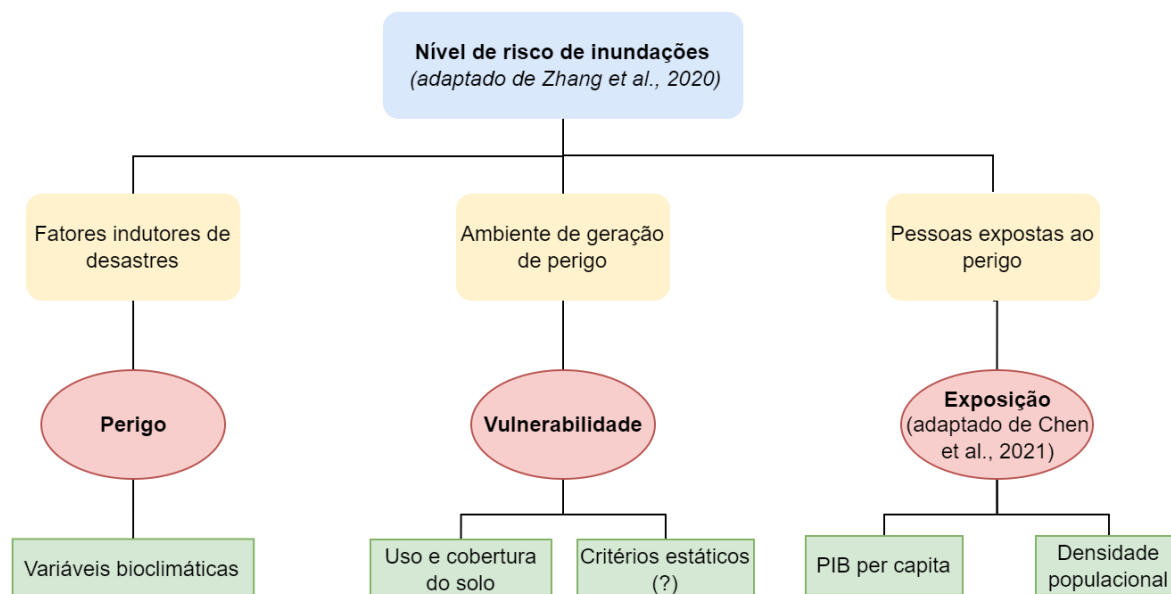 Nível de risco de inundações
(adaptado de Zhang et al., 2020)
Fatores indutores de
desastres
Ambiente de geração
de perigo
Pessoas expostas ao
perigo
Perigo
Vulnerabilidade
Exposição
(adaptado de Chen
et al., 2021)
Variáveis bioclimáticas
Uso e cobertura
do solo
Critérios estáticos
(?)
PIB per capita
Densidade
populacional